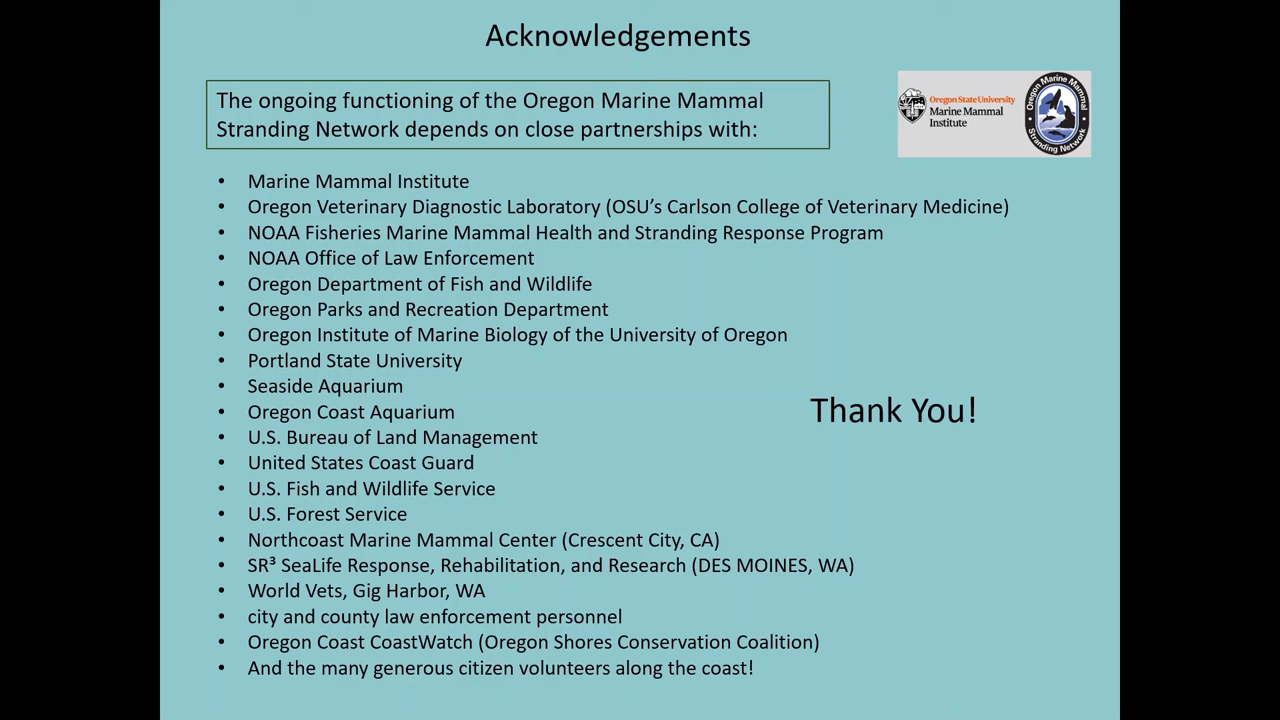 Acknowledgements
The ongoing functioning of the Oregon Marine Mammal
Stranding Network depends on close partnerships with:
Oregon State University
Marine Mammal
Institute
Oregon Marine Mammal
Stranding Network
• Marine Mammal Institute
• Oregon Veterinary Diagnostic Laboratory (OSU’s Carlson College of Veterinary Medicine)
• NOAA Fisheries Marine Mammal Health and Stranding Response Program
• NOAA Office of Law Enforcement
• Oregon Department of Fish and Wildlife
• Oregon Parks and Recreation Department
• Oregon Institute of Marine Biology of the University of Oregon
• Portland State University
• Seaside Aquarium
• Oregon Coast Aquarium
Thank You!
• U.S. Bureau of Land Management
• United States Coast Guard
• U.S. Fish and Wildlife Service
• U.S. Forest Service
• Northcoast Marine Mammal Center (Crescent City, CA)
• SR³ SeaLife Response, Rehabilitation, and Research (DES MOINES, WA)
• World Vets, Gig Harbor, WA
• city and county law enforcement personnel
• Oregon Coast CoastWatch (Oregon Shores Conservation Coalition)
• And the many generous citizen volunteers along the coast!